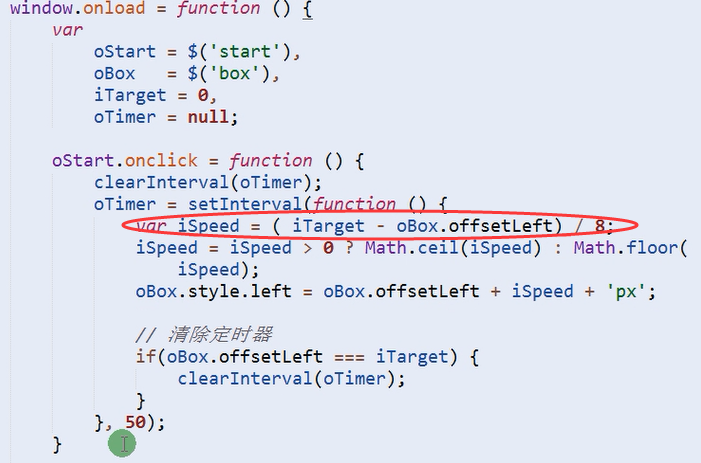 window.onload = function () {
    var
        oStart = $('start'),
        oBox   = $('box'),
        iTarget = 0,
        oTimer = null;

    oStart.onclick = function () {
        clearInterval(oTimer);
        oTimer = setInterval(function () {
            var iSpeed = ( iTarget - oBox.offsetLeft) / 8;
            iSpeed = iSpeed > 0 ? Math.ceil(iSpeed) : Math.floor(
                iSpeed);
            oBox.style.left = oBox.offsetLeft + iSpeed + 'px';

            // 清除定时器
            if(oBox.offsetLeft === iTarget) {
                clearInterval(oTimer);
            }
        }, 50);
    }